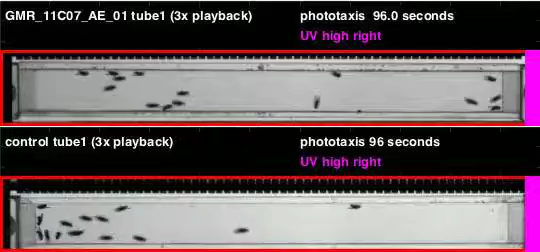 GMR_11C07_AE_01 tube1 (3x playback) phototaxis 96.0 seconds
UV high right
control tube1 (3x playback) phototaxis 96 seconds
UV high right